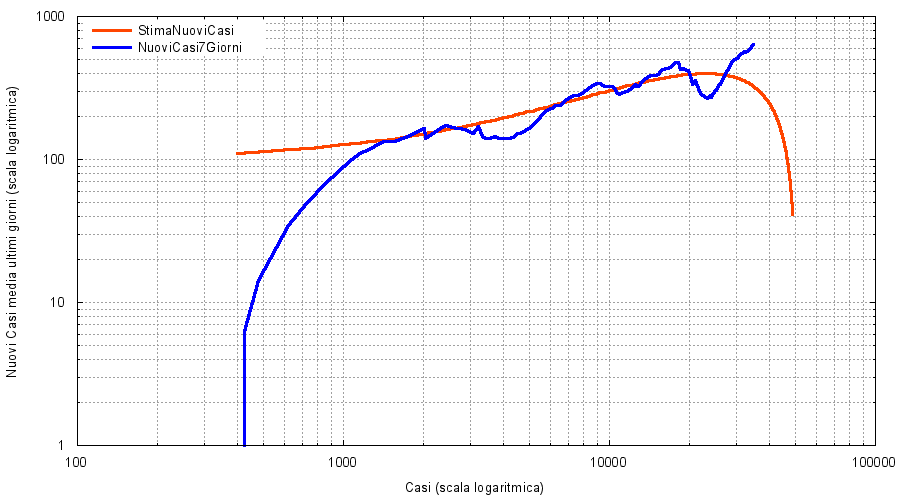 1000
StimaNuoviCasi
NuoviCasi7Giorni
100
10
1
Nuovi Casi media ultimi giorni (scala logaritmica)
100
1000
10000
100000
Casi (scala logaritmica)